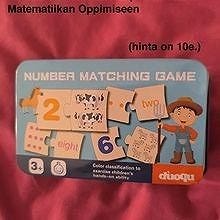 Matematiikan Oppimiseen
(hinta on 10e.)
NUMBER MATCHING GAME
2
two
eight
6
3+
Color classification to
exercise children's
hands-on ability
duoqu